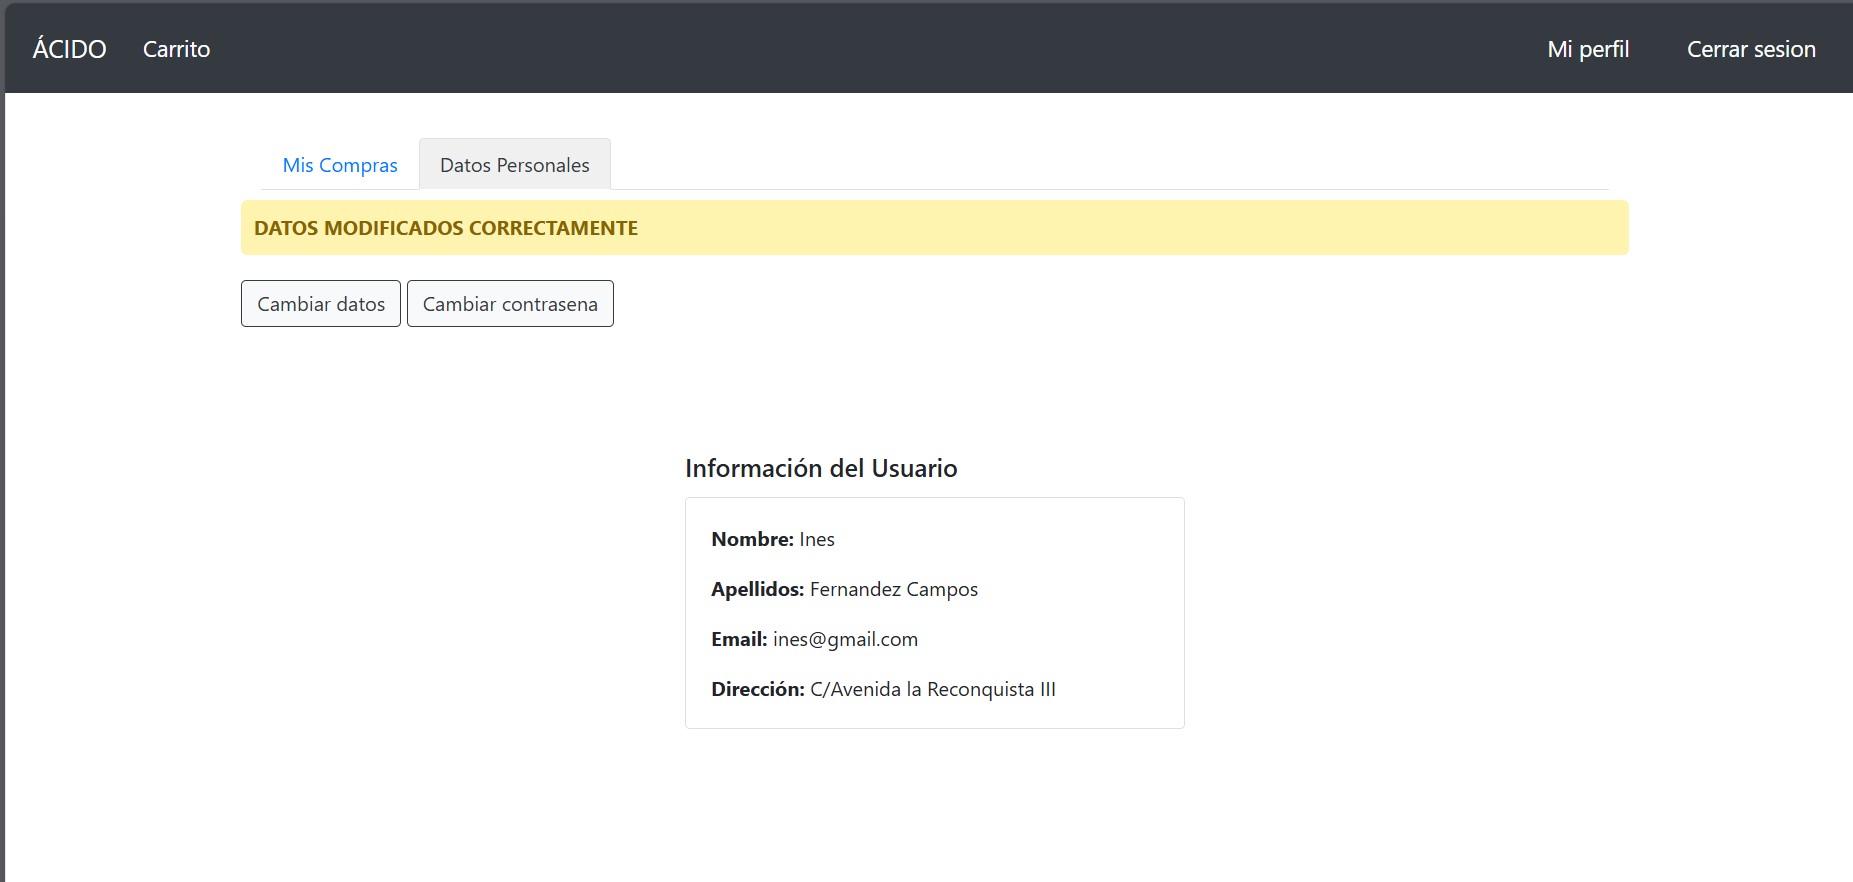 ÁCIDO Carrito Mi perfil Cerrar sesion
Mis Compras Datos Personales
DATOS MODIFICADOS CORRECTAMENTE
Cambiar datos Cambiar contrasena
Información del Usuario
Nombre: Ines
Apellidos: Fernandez Campos
Email: ines@gmail.com
Dirección: C/Avenida la Reconquista III